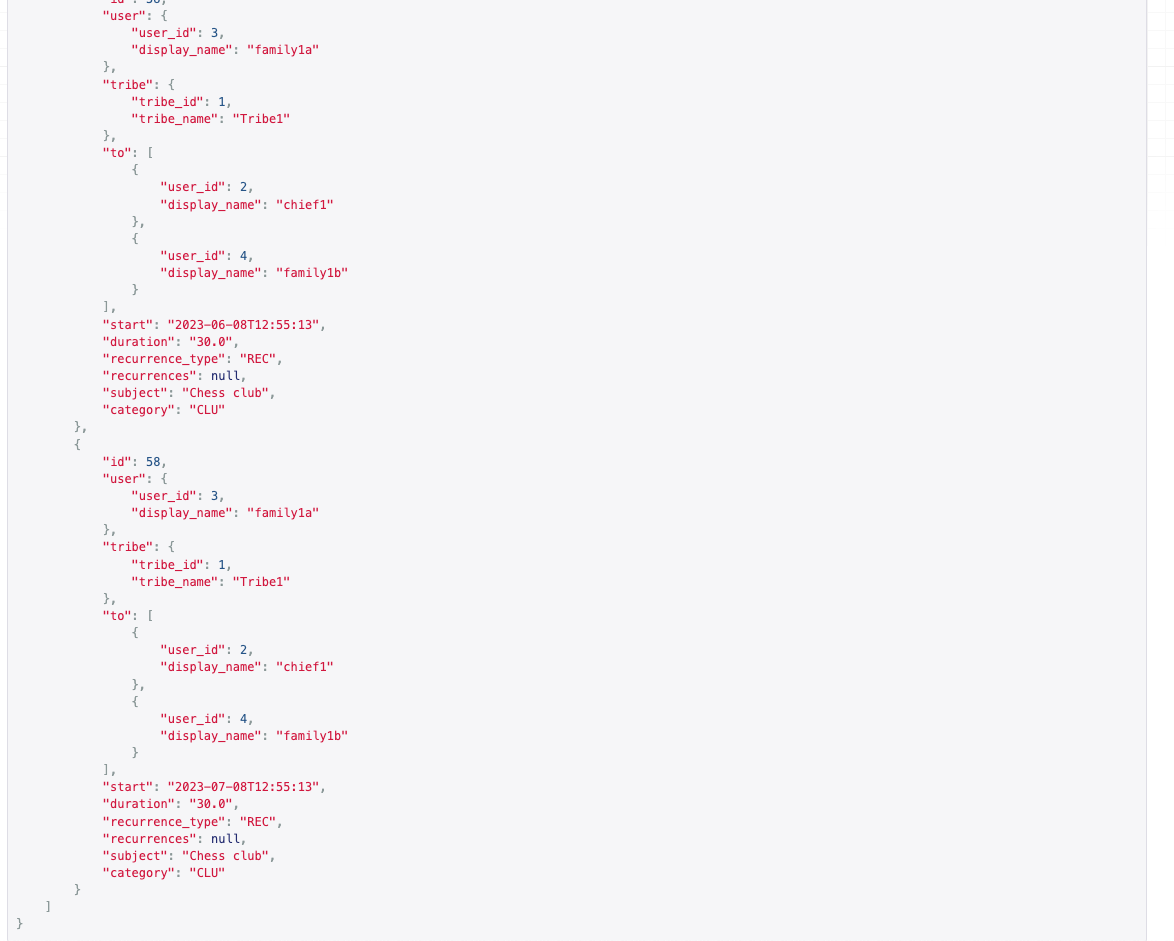 "user": {
"user_id": 3,
"display_name": "family1a"
},
"tribe": {
"tribe_id": 1,
"tribe_name": "Tribe1"
},
"to": [
{
"user_id": 2,
"display_name": "chief1"
},
{
"user_id": 4,
"display_name": "family1b"
}
],
"start": "2023-06-08T12:55:13",
"duration": "30.0",
"recurrence_type": "REC",
"recurrences": null,
"subject": "Chess club",
"category": "CLU"
},
{
"id": 58,
"user": {
"user_id": 3,
"display_name": "family1a"
},
"tribe": {
"tribe_id": 1,
"tribe_name": "Tribe1"
},
"to": [
{
"user_id": 2,
"display_name": "chief1"
},
{
"user_id": 4,
"display_name": "family1b"
}
],
"start": "2023-07-08T12:55:13",
"duration": "30.0",
"recurrence_type": "REC",
"recurrences": null,
"subject": "Chess club",
"category": "CLU"
}
]
}